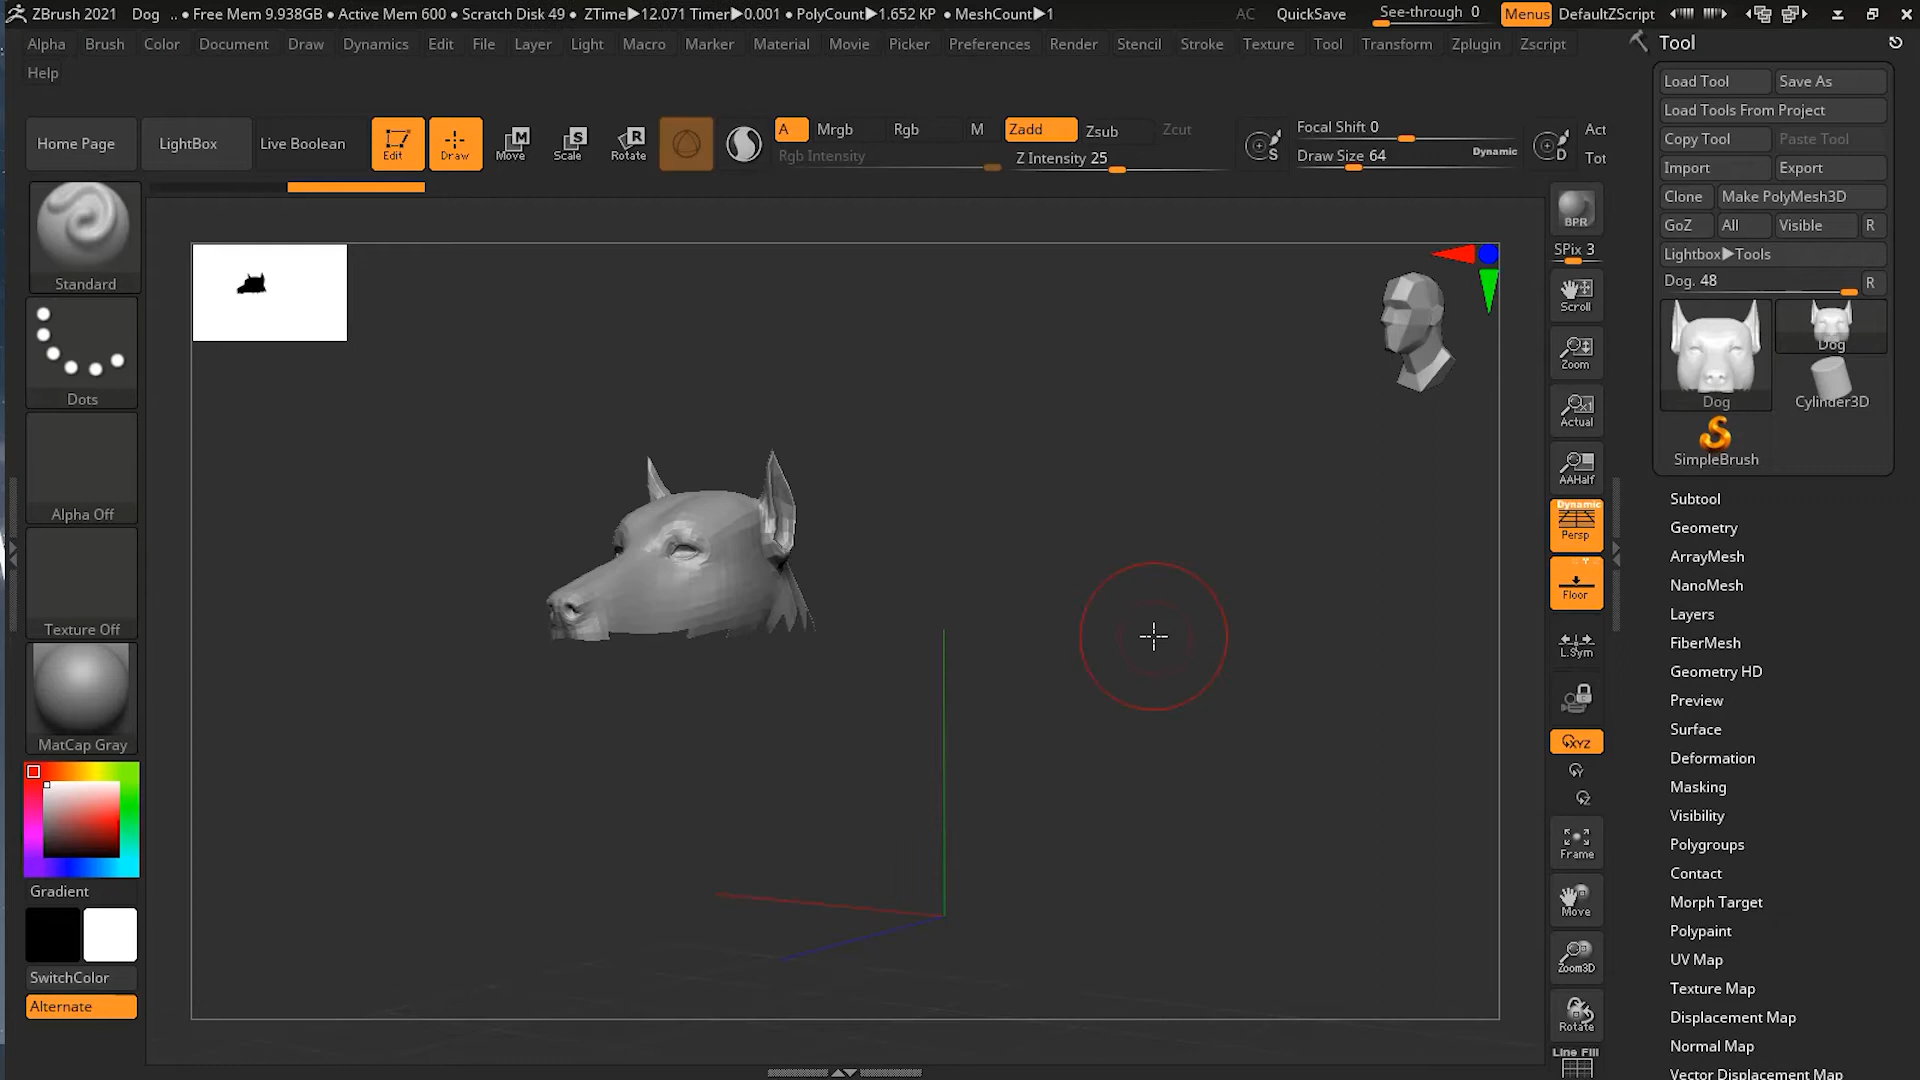 ZBrush 2021 Dog .. • Free Mem 9.938GB • Active Mem 600 • Scratch Disk 49 • ZTime▶12.071 Timer▶0.001 • PolyCount▶1.652 KP • MeshCount▶1 AC QuickSave See-through 0 Menus DefaultZScript
Alpha Brush Color Document Draw Dynamics Edit File Layer Light Macro Marker Material Movie Picker Preferences Render Stencil Stroke Texture Tool Transform Zplugin Zscript
Help
Home Page LightBox Live Boolean Edit Draw Move Scale Rotate A Mrgb Rgb M Zadd Zsub Zcut Focal Shift 0 Act
Rgb Intensity Z Intensity 25 Draw Size 64 Dynamic Tot
M S R S D
Standard
Dots
Alpha Off
Texture Off
MatCap Gray
Gradient
SwitchColor
Alternate
BPR
SPix 3
Scroll
Zoom
Actual
AAHalf
Dynamic
Persp
Floor
L.Sym
XYZ
Y
Z
Frame
Move
Zoom3D
Rotate
Line Fill
Tool
Load Tool Save As
Load Tools From Project
Copy Tool Paste Tool
Import Export
Clone Make PolyMesh3D
GoZ All Visible R
Lightbox▶Tools
Dog. 48 R
Dog Dog
Cylinder3D
SimpleBrush
Subtool
Geometry
ArrayMesh
NanoMesh
Layers
FiberMesh
Geometry HD
Preview
Surface
Deformation
Masking
Visibility
Polygroups
Contact
Morph Target
Polypaint
UV Map
Texture Map
Displacement Map
Normal Map
Vector Displacement Map